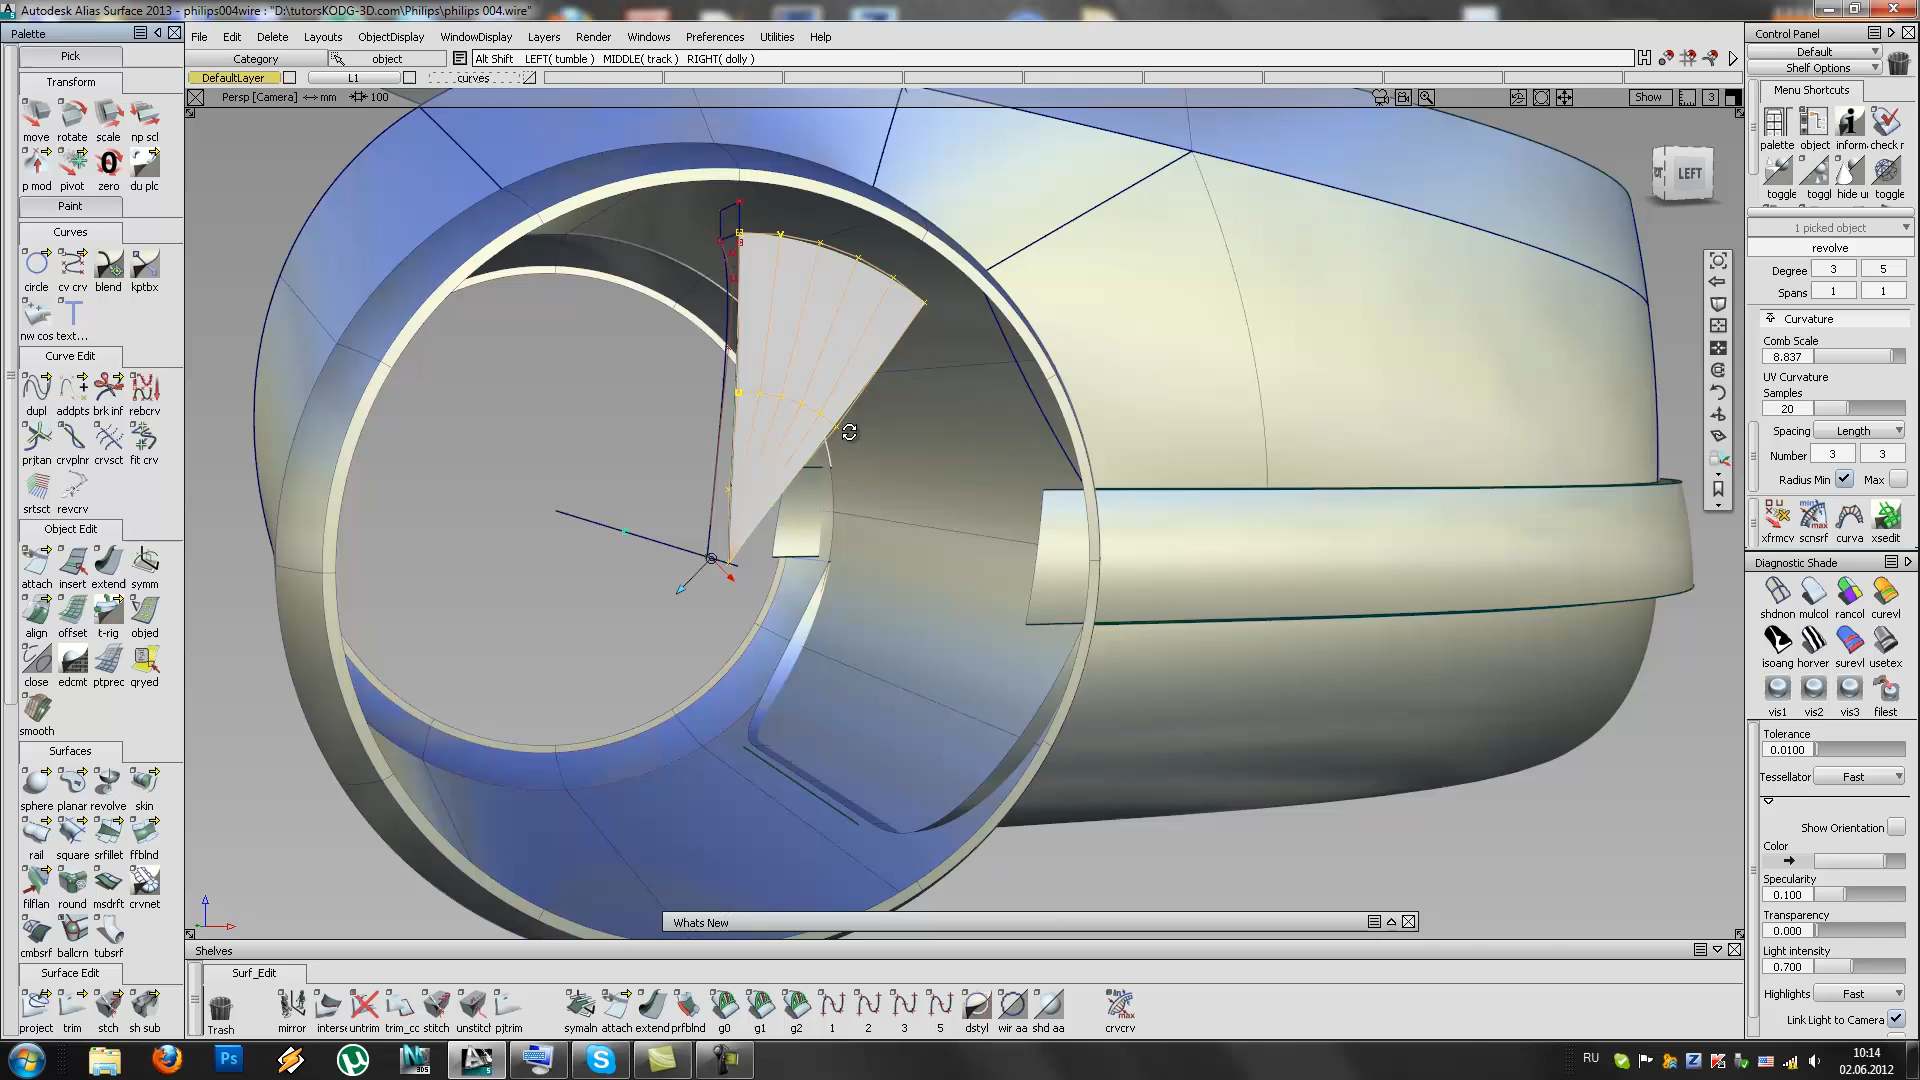 Autodesk Alias Surface 2013 - philips004wire : "D:\tutorsKODG-3D.com\Philips\philips 004.wire"
Palette
File Edit Delete Layouts ObjectDisplay WindowDisplay Layers Render Windows Preferences Utilities Help
Control Panel
Pick
Category object Alt Shift LEFT( tumble ) MIDDLE( track ) RIGHT( dolly )
Default
Shelf Options
DefaultLayer L1 curves
Persp [Camera] <-> mm 100
Show 3
Transform
move rotate scale np scl
p mod pivot zero du plc
Paint
Curves
circle cv crv blend kptbx
nw cos text...
Curve Edit
dupl addpts brk inf rebcrv
prjtan crvplnr crvsct fit crv
srtsct revcrv
Object Edit
attach insert extend symm
align offset t-rig objed
close edcmt ptprec qryed
smooth
Surfaces
sphere planar revolve skin
rail square srfillet ffblnd
filflan round msdrft crvnet
cmbsrf ballcrn tubsrf
Surface Edit
project trim stch sh sub
LEFT
Menu Shortcuts
palette object inform check r
toggle toggl hide u toggle
1 picked object
revolve
Degree 3 5
Spans 1 1
Curvature
Comb Scale
8.837
UV Curvature
Samples
20
Spacing Length
Number 3 3
Radius Min Max
xfrmcv scnsrf curva xsedit
Diagnostic Shade
shdnon mulcol rancol curevl
isoang horver surevl usetex
vis1 vis2 vis3 filest
Tolerance
0.0100
Tessellator Fast
Show Orientation
Color
Specularity
0.100
Transparency
0.000
Light intensity
0.700
Highlights Fast
Link Light to Camera
Whats New
Shelves
Surf_Edit
Trash mirror interse untrim trim_cc stitch unstitcl pjtrim symaln attach extend prfblnd g0 g1 g2 1 2 3 5 dstyl wir aa shd aa crvcrv
RU
10:14
02.06.2012